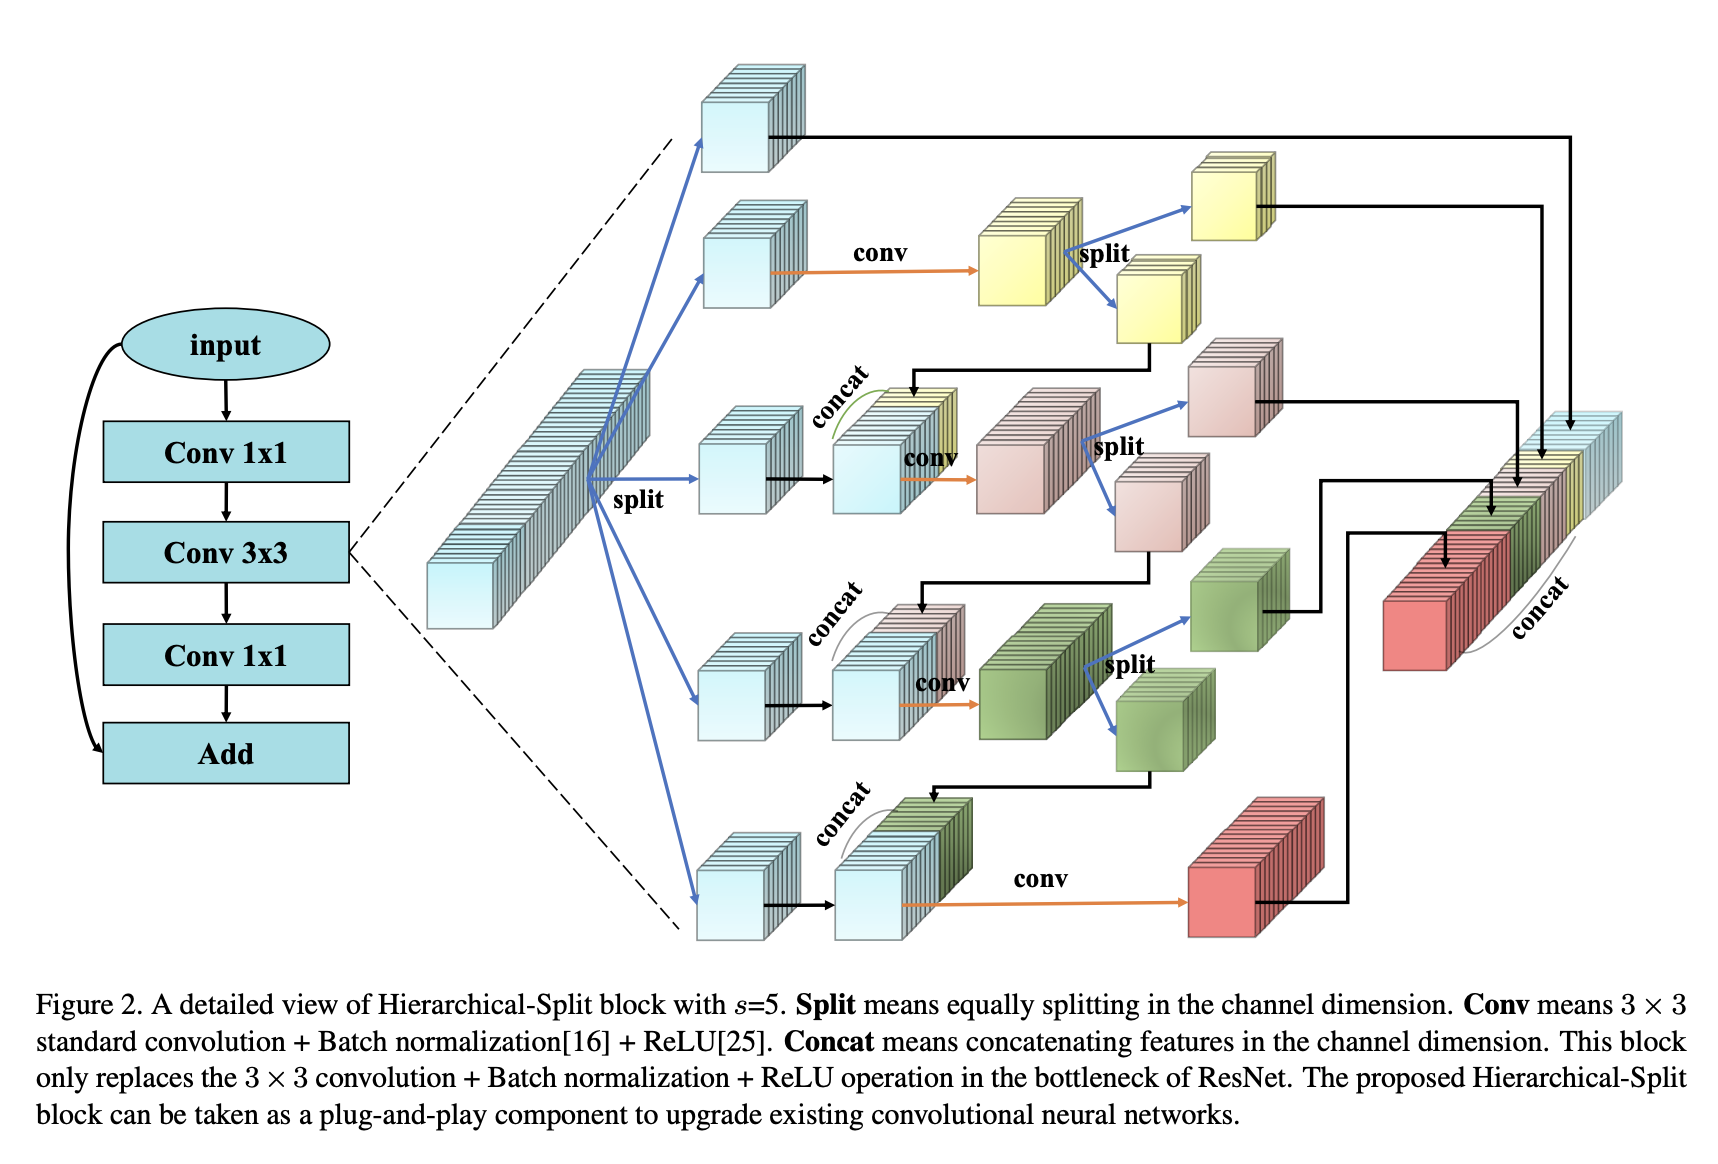 input
Conv 1x1
Conv 3x3
Conv 1x1
Add
split
conv
split
concat
conv
split
concat
conv
split
concat
conv
concat
Figure 2. A detailed view of Hierarchical-Split block with s=5. Split means equally splitting in the channel dimension. Conv means 3 × 3
standard convolution + Batch normalization[16] + ReLU[25]. Concat means concatenating features in the channel dimension. This block
only replaces the 3 × 3 convolution + Batch normalization + ReLU operation in the bottleneck of ResNet. The proposed Hierarchical-Split
block can be taken as a plug-and-play component to upgrade existing convolutional neural networks.